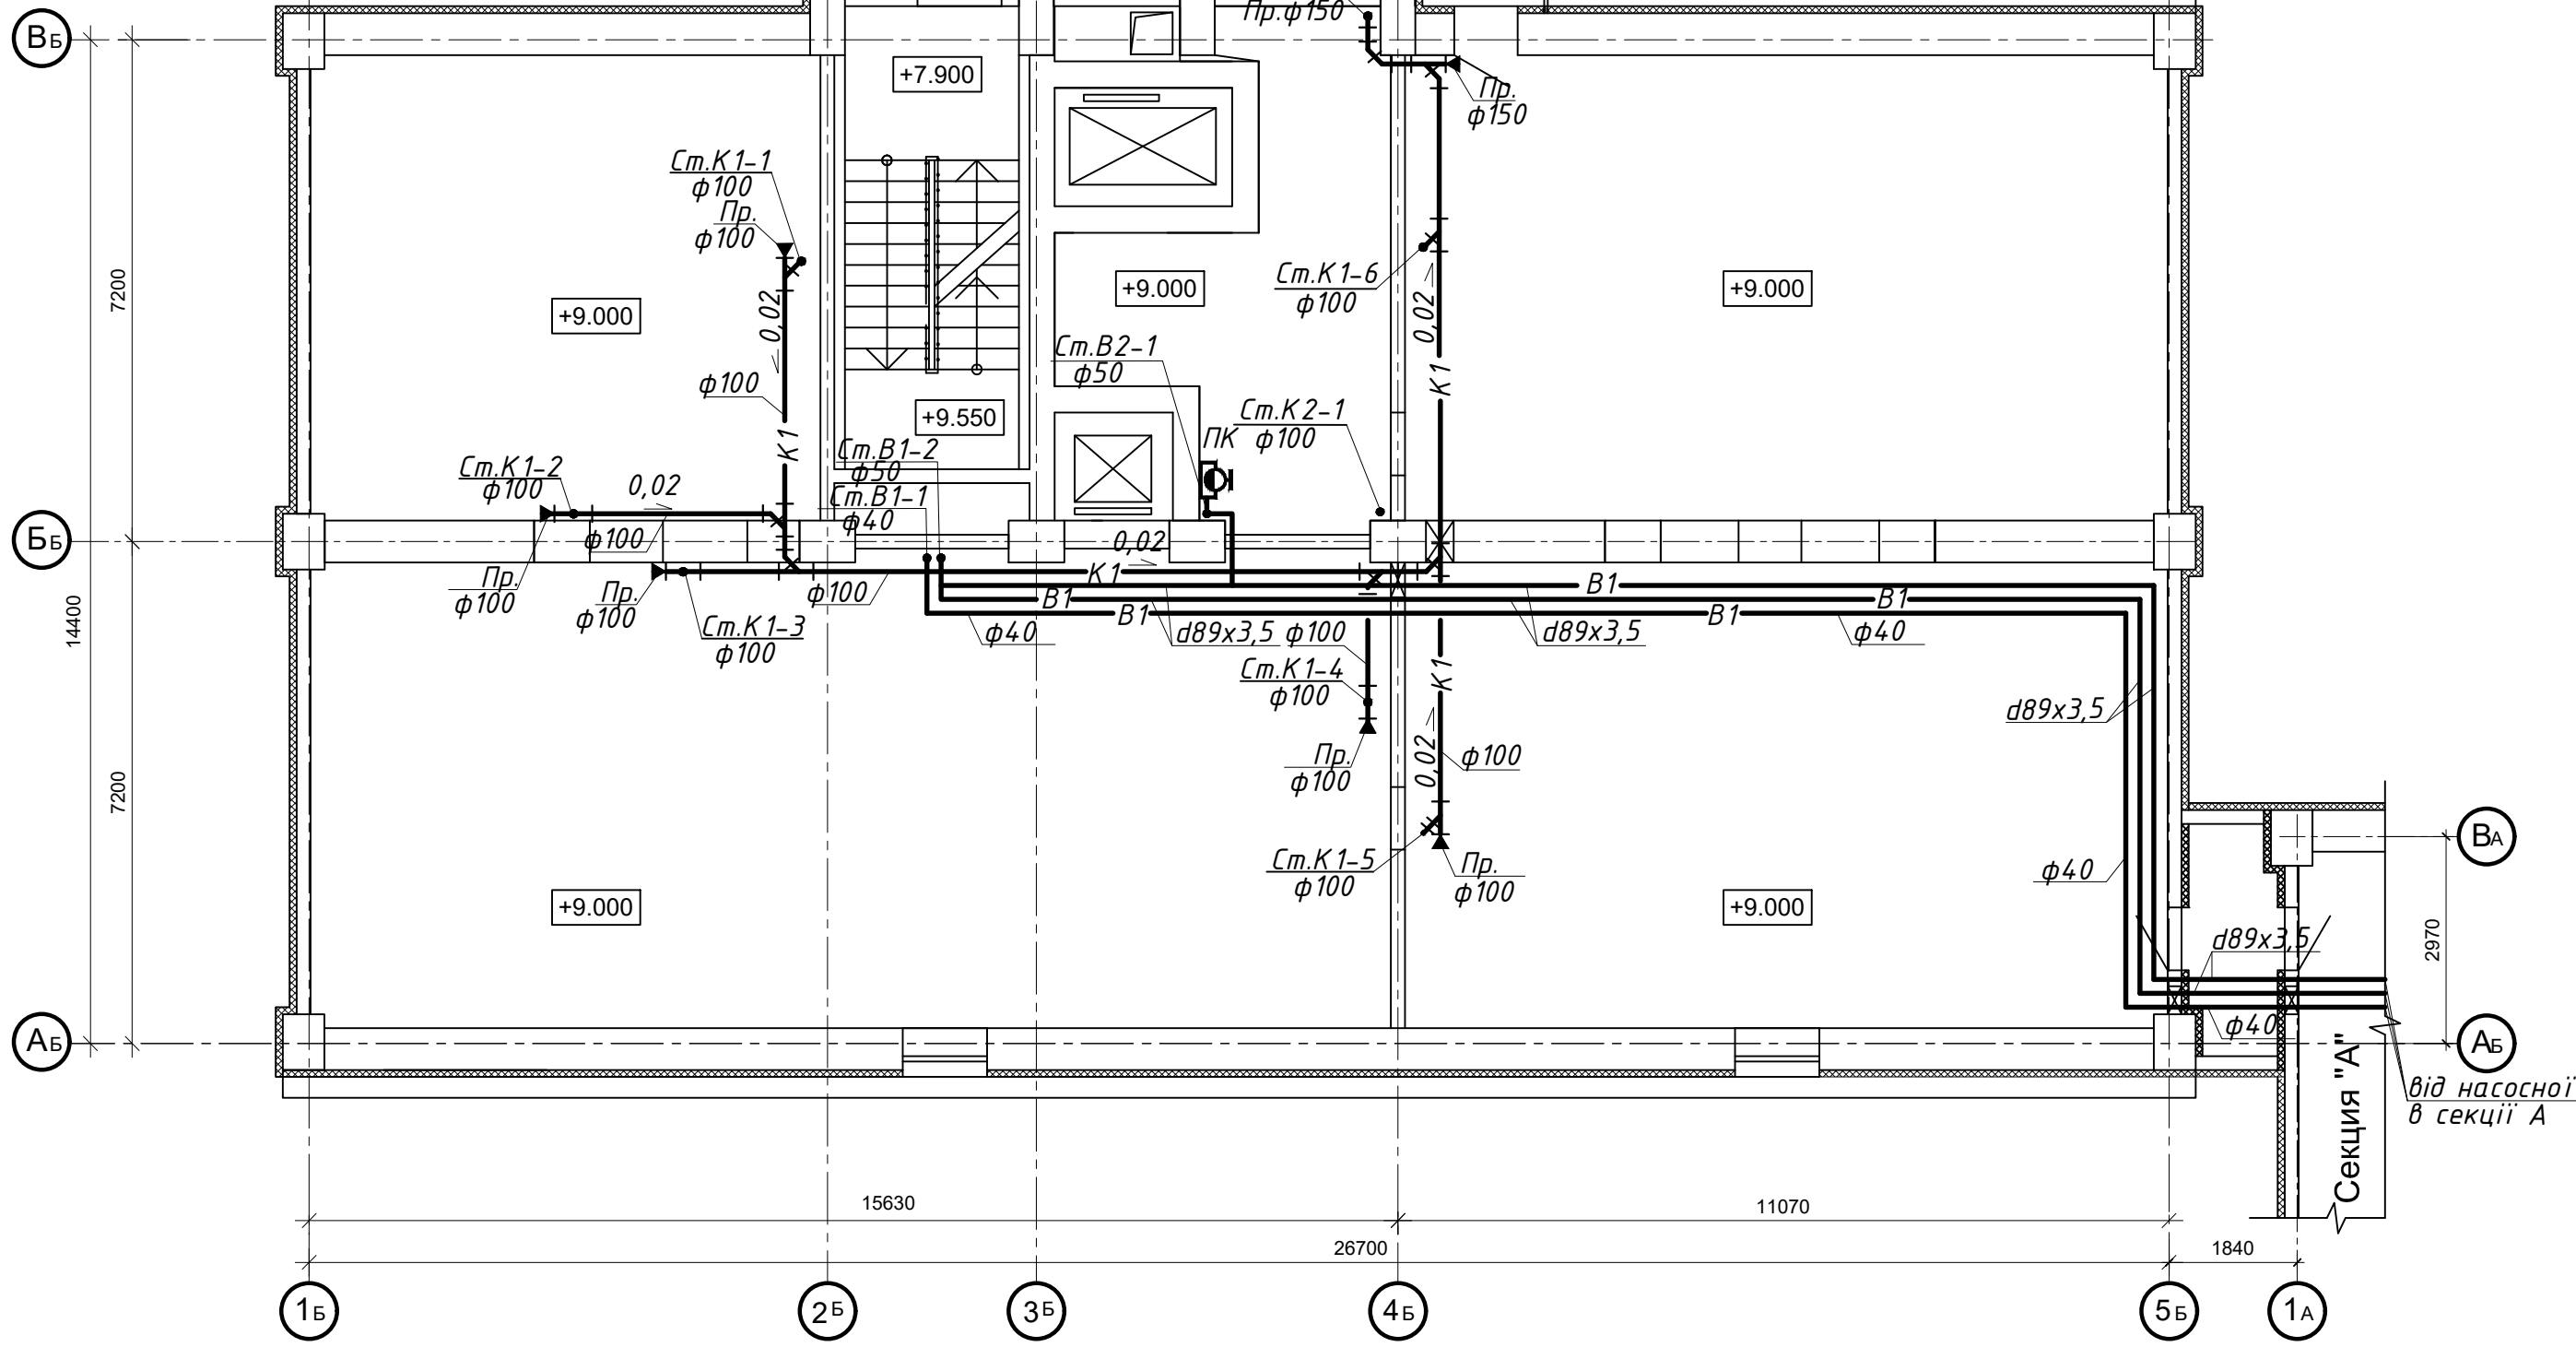 Пр.ф150
ВБ
+7.900
Пр.
ф150
Ст.К1-1
ф100
Пр.
ф100
7200
0,02
+9.000
+9.000
Ст.К1-6
ф100
0,02
+9.000
Ст.В2-1
ф50
ф100
К1
К1
+9.550
Ст.К2-1
ф100
ПК
Ст.В1-2
ф50
Ст.К1-2
ф100
0,02
Ст.В1-1
ф40
ББ
ф100
0,02
К1
Пр.
ф100
Пр.
ф100
ф100
В1
В1
В1
В1
В1
14400
Ст.К1-3
ф100
ф40
d89х3,5
ф100
d89х3,5
ф40
Ст.К1-4
ф100
К1
d89х3,5
7200
Пр.
ф100
0,02
ф100
ВА
Ст.К1-5
ф100
Пр.
ф100
ф40
+9.000
+9.000
d89х3,5
2970
ф40
АБ
АБ
від насосної
в секції А
Секция "А"
15630
11070
26700
1840
1Б
2Б
3Б
4Б
5Б
1А